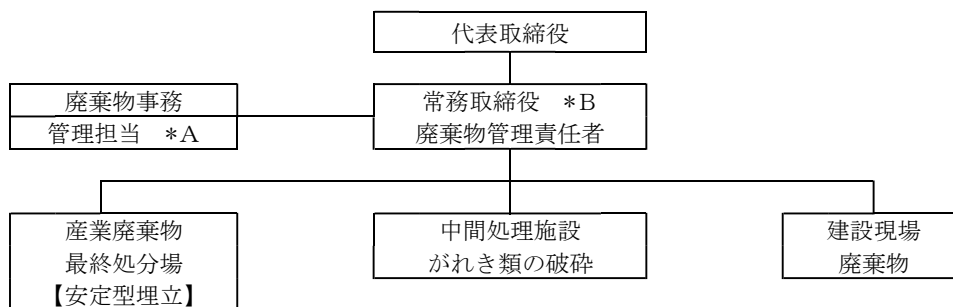 代表取締役
廃棄物事務
管理担当 *A
常務取締役 *B
廃棄物管理責任者
産業廃棄物
最終処分場
【安定型埋立】
中間処理施設
がれき類の破砕
建設現場
廃棄物